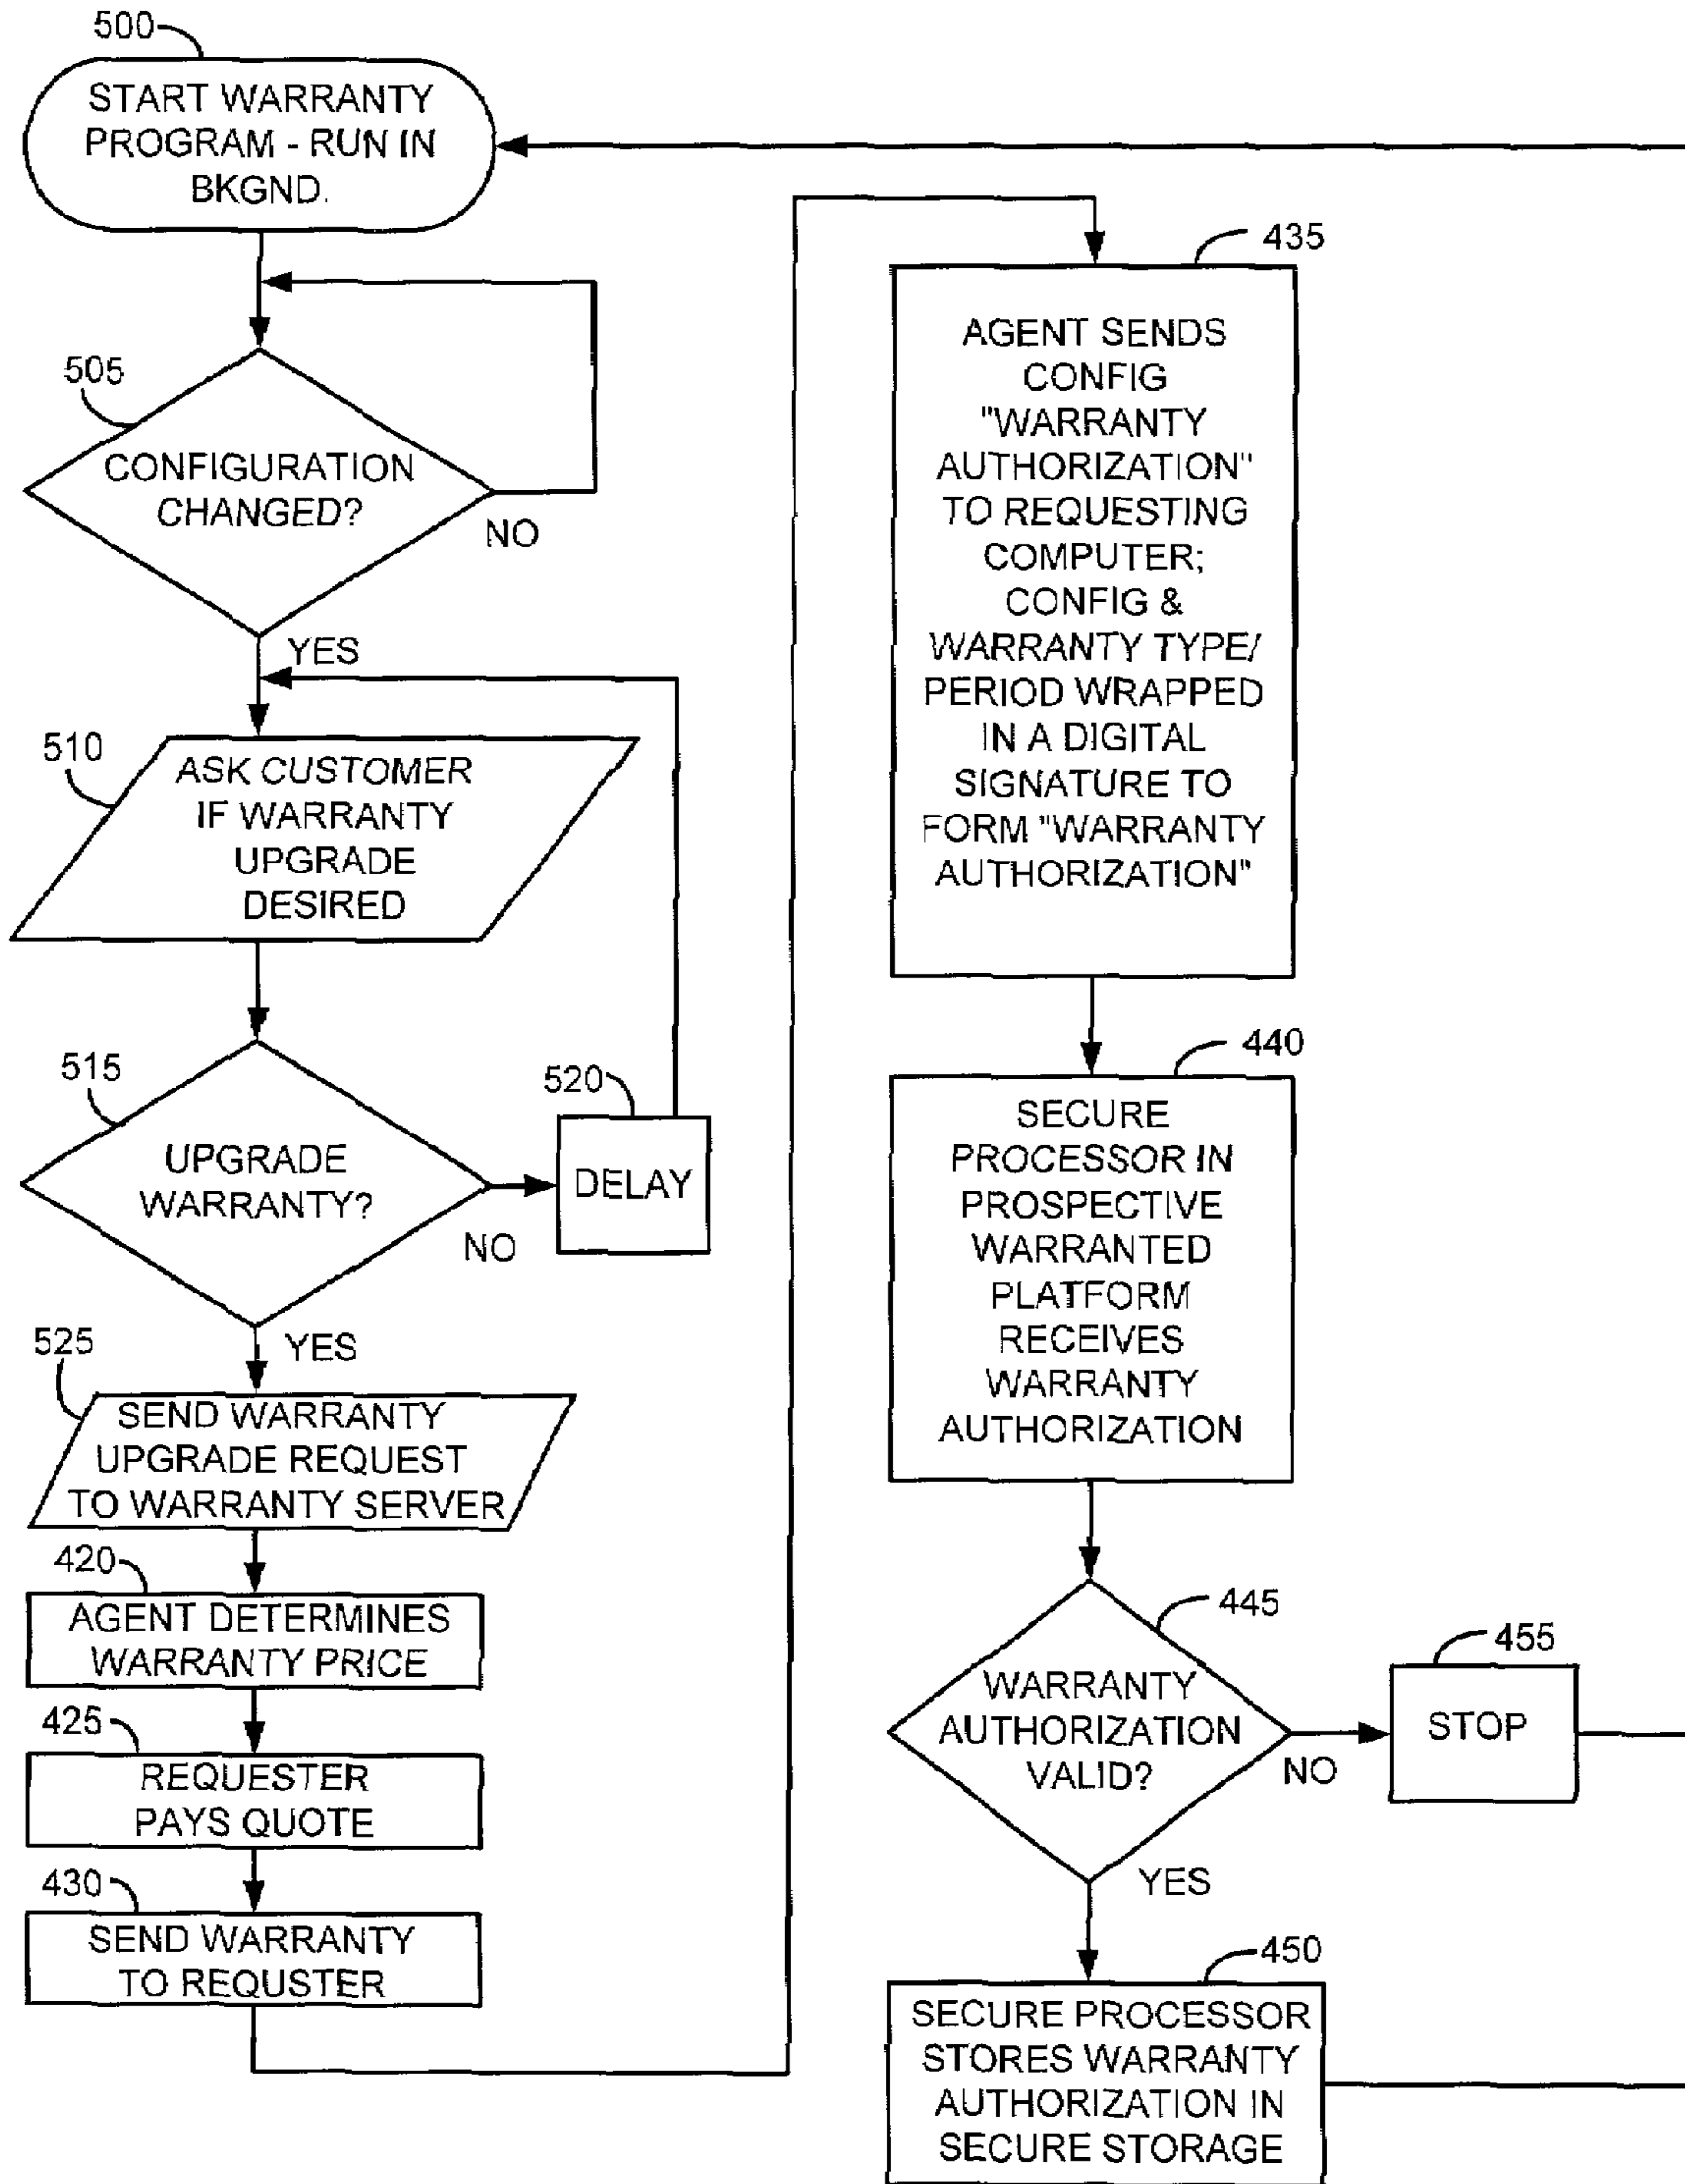 500
START WARRANTY
PROGRAM - RUN IN
BKGND.
505
CONFIGURATION
CHANGED?
NO
YES
510
ASK CUSTOMER
IF WARRANTY
UPGRADE
DESIRED
515
UPGRADE
WARRANTY?
NO
520
DELAY
YES
525
SEND WARRANTY
UPGRADE REQUEST
TO WARRANTY SERVER
420
AGENT DETERMINES
WARRANTY PRICE
425
REQUESTER
PAYS QUOTE
430
SEND WARRANTY
TO REQUSTER
435
AGENT SENDS
CONFIG
"WARRANTY
AUTHORIZATION"
TO REQUESTING
COMPUTER;
CONFIG &
WARRANTY TYPE/
PERIOD WRAPPED
IN A DIGITAL
SIGNATURE TO
FORM "WARRANTY
AUTHORIZATION"
440
SECURE
PROCESSOR IN
PROSPECTIVE
WARRANTED
PLATFORM
RECEIVES
WARRANTY
AUTHORIZATION
445
WARRANTY
AUTHORIZATION
VALID?
NO
455
STOP
YES
450
SECURE PROCESSOR
STORES WARRANTY
AUTHORIZATION IN
SECURE STORAGE